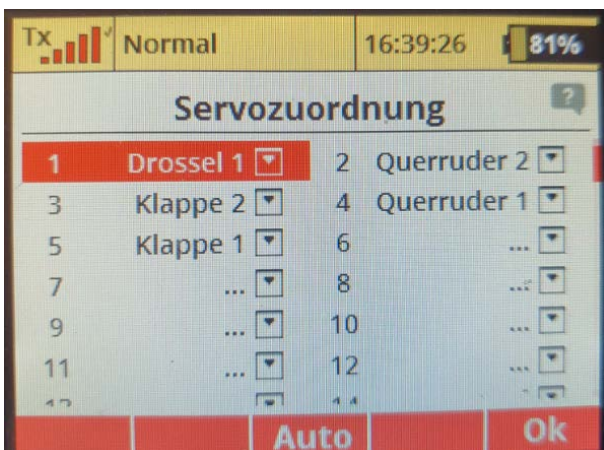 Tx Normal 16:39:26 81%
Servozuordnung ?
1 Drossel 1 2 Querruder 2
3 Klappe 2 4 Querruder 1
5 Klappe 1 6 ...
7 ... 8 ...
9 ... 10 ...
11 ... 12 ...
Auto Ok